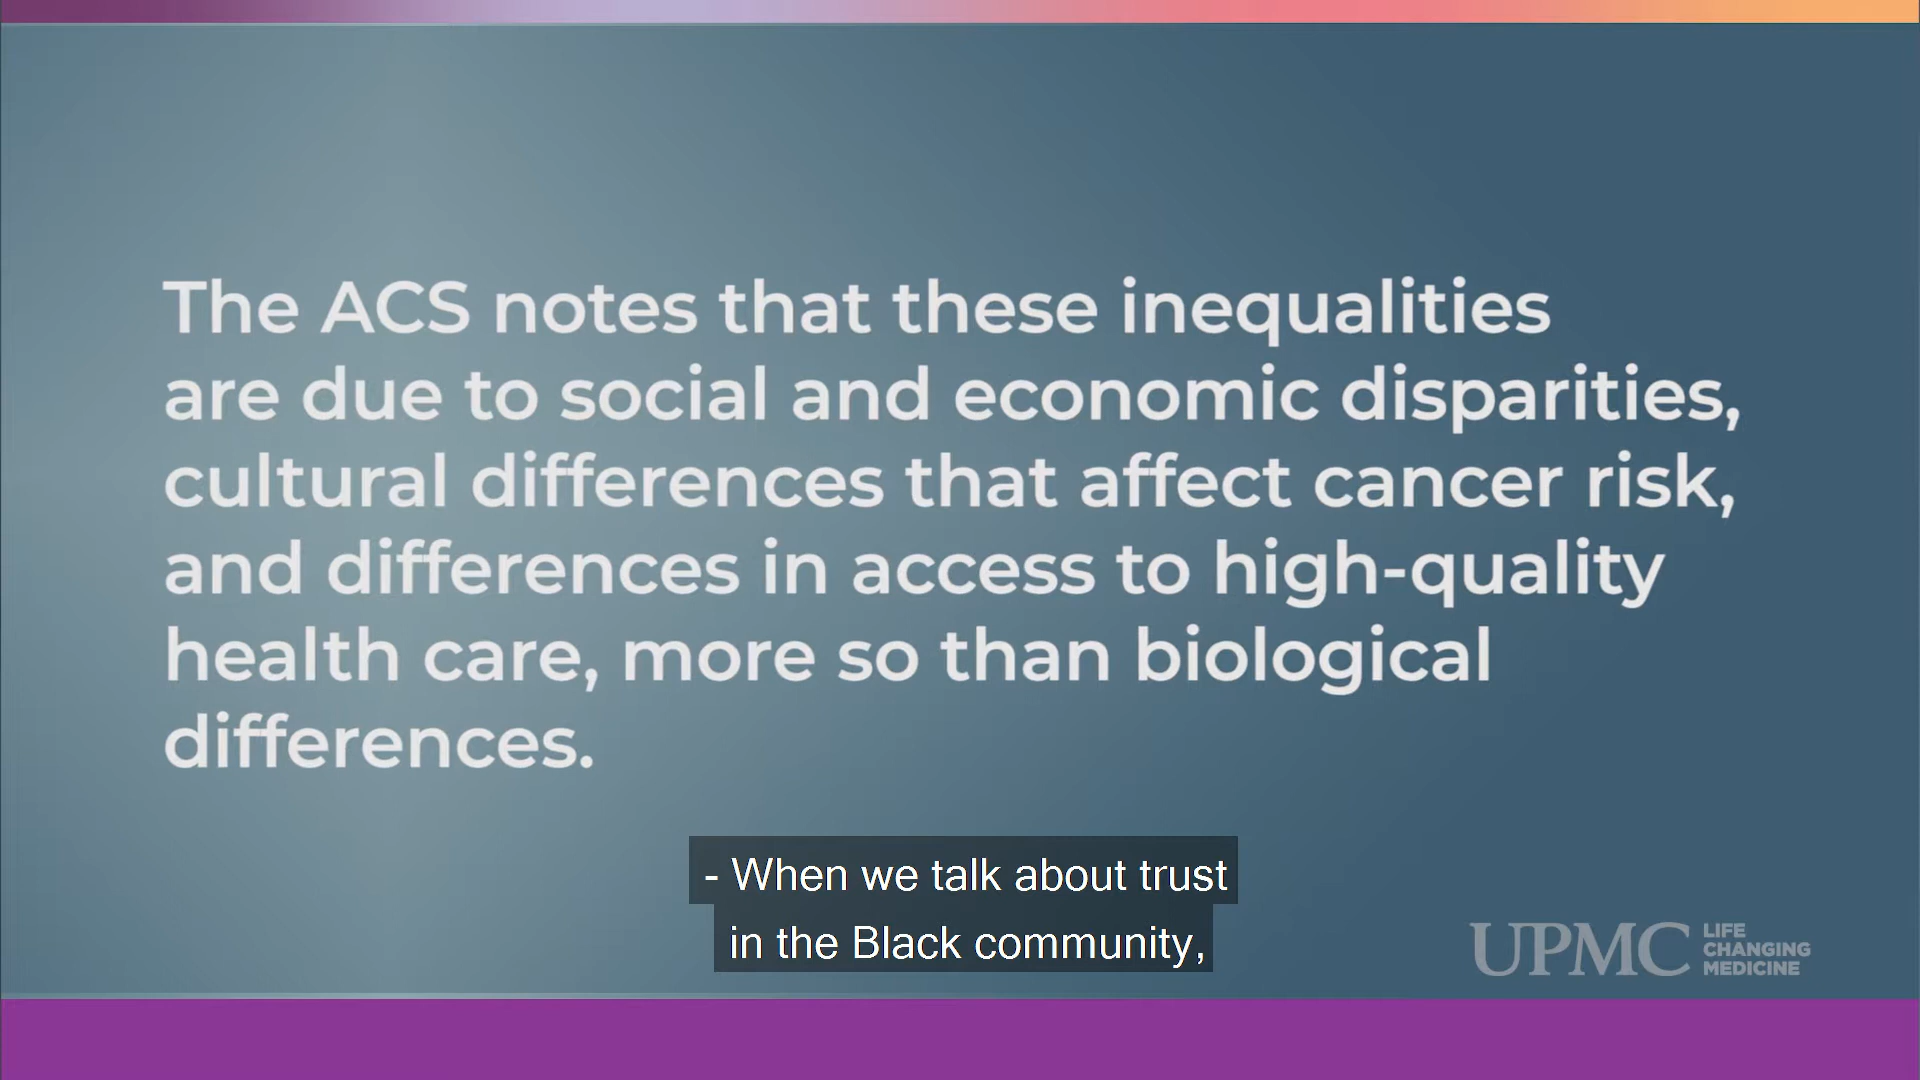 The ACS notes that these inequalities
are due to social and economic disparities,
cultural differences that affect cancer risk,
and differences in access to high-quality
health care, more so than biological
differences.
- When we talk about trust
in the Black community,
UPMC LIFE
CHANGING
MEDICINE